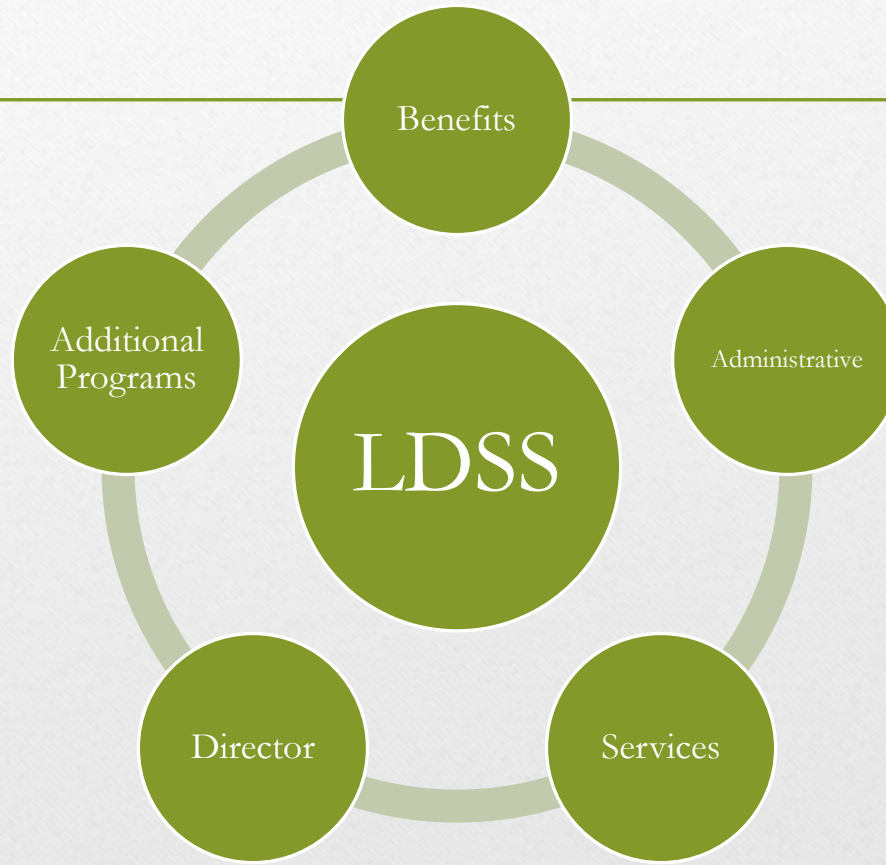 Benefits
Additional
Programs
Administrative
LDSS
Director
Services